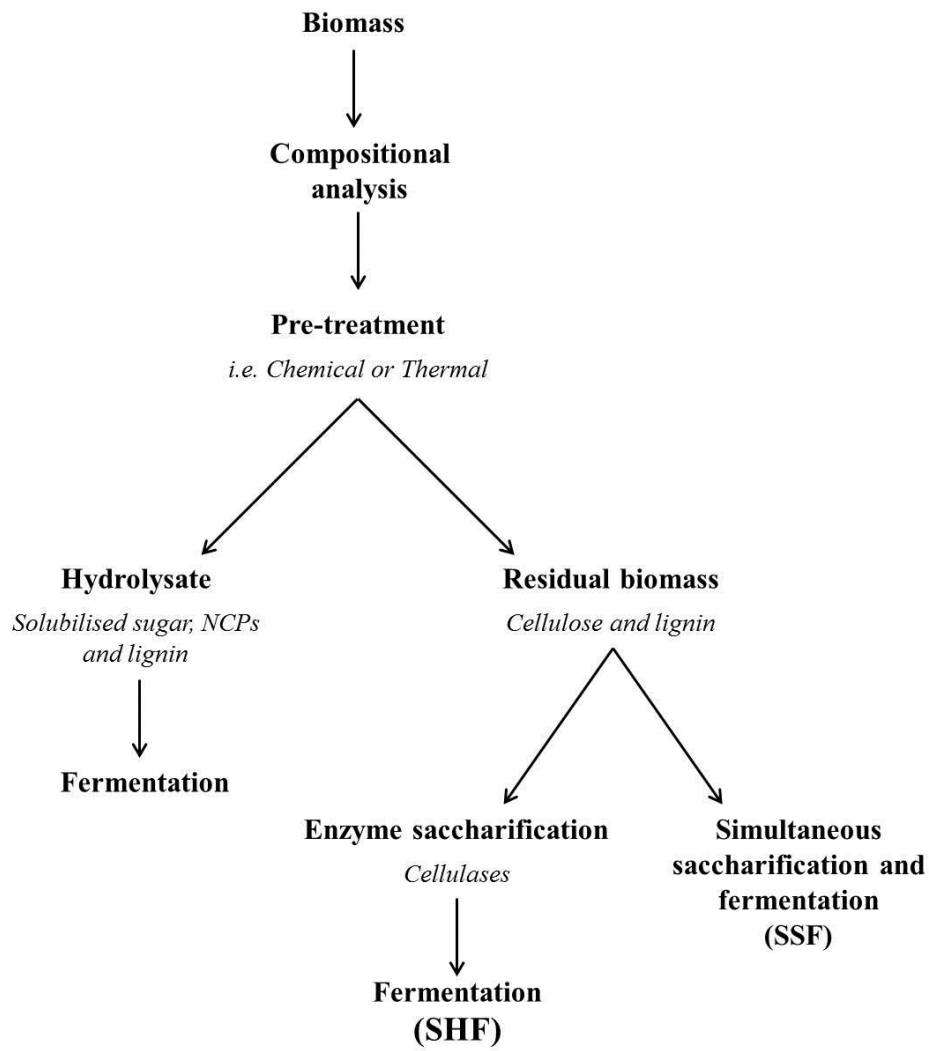 Biomass
Compositional
analysis
Pre-treatment
i.e. Chemical or Thermal
Hydrolysate
Solubilised sugar, NCPs
and lignin
Fermentation
Residual biomass
Cellulose and lignin
Enzyme saccharification
Cellulases
Fermentation
(SHF)
Simultaneous
saccharification and
fermentation
(SSF)